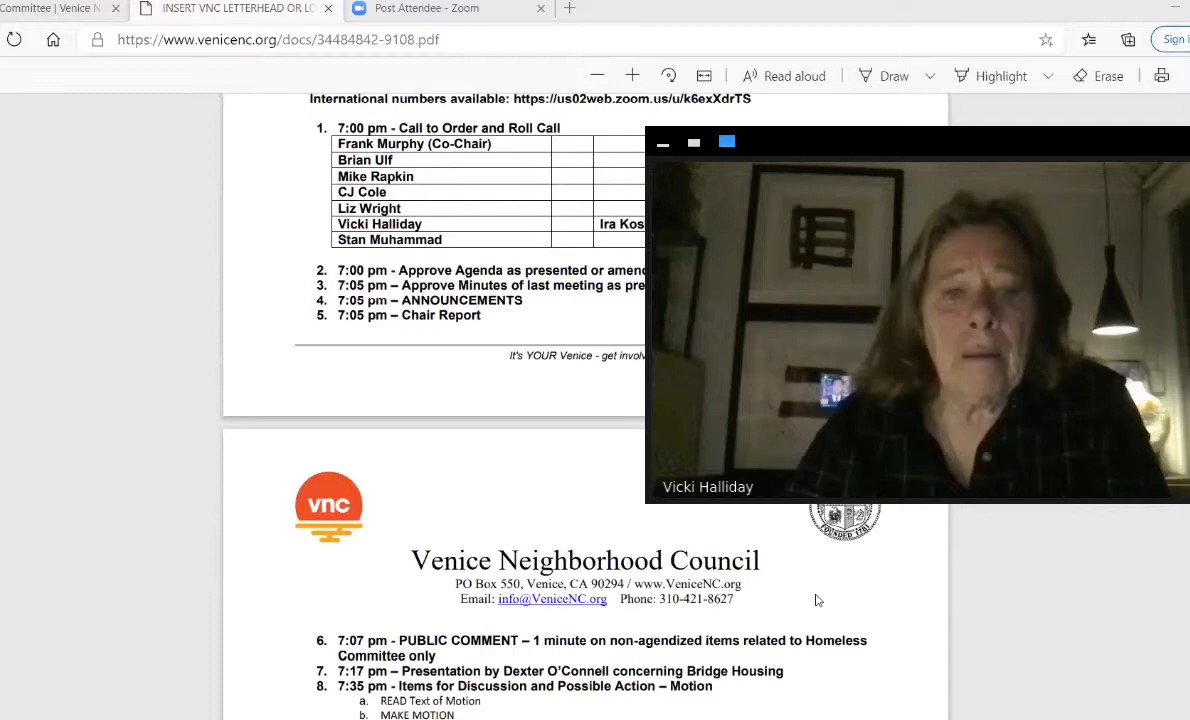 Committee | Venice N
INSERT VNC LETTERHEAD OR LO
Post Attendee - Zoom
https://www.venicenc.org/docs/34484842-9108.pdf
Sign i
Read aloud
Draw
Highlight
Erase
International numbers available: https://us02web.zoom.us/u/k6exXdrTS
1. 7:00 pm - Call to Order and Roll Call
Frank Murphy (Co-Chair)
Brian Ulf
Mike Rapkin
CJ Cole
Liz Wright
Vicki Halliday Ira Kos
Stan Muhammad
2. 7:00 pm - Approve Agenda as presented or amen
3. 7:05 pm – Approve Minutes of last meeting as pre
4. 7:05 pm – ANNOUNCEMENTS
5. 7:05 pm – Chair Report
It's YOUR Venice - get invol
Vicki Halliday
vnc
FOUNDED 1781
Venice Neighborhood Council
PO Box 550, Venice, CA 90294 / www.VeniceNC.org
Email: info@VeniceNC.org Phone: 310-421-8627
6. 7:07 pm - PUBLIC COMMENT – 1 minute on non-agendized items related to Homeless
Committee only
7. 7:17 pm – Presentation by Dexter O’Connell concerning Bridge Housing
8. 7:35 pm - Items for Discussion and Possible Action – Motion
a. READ Text of Motion
b. MAKE MOTION